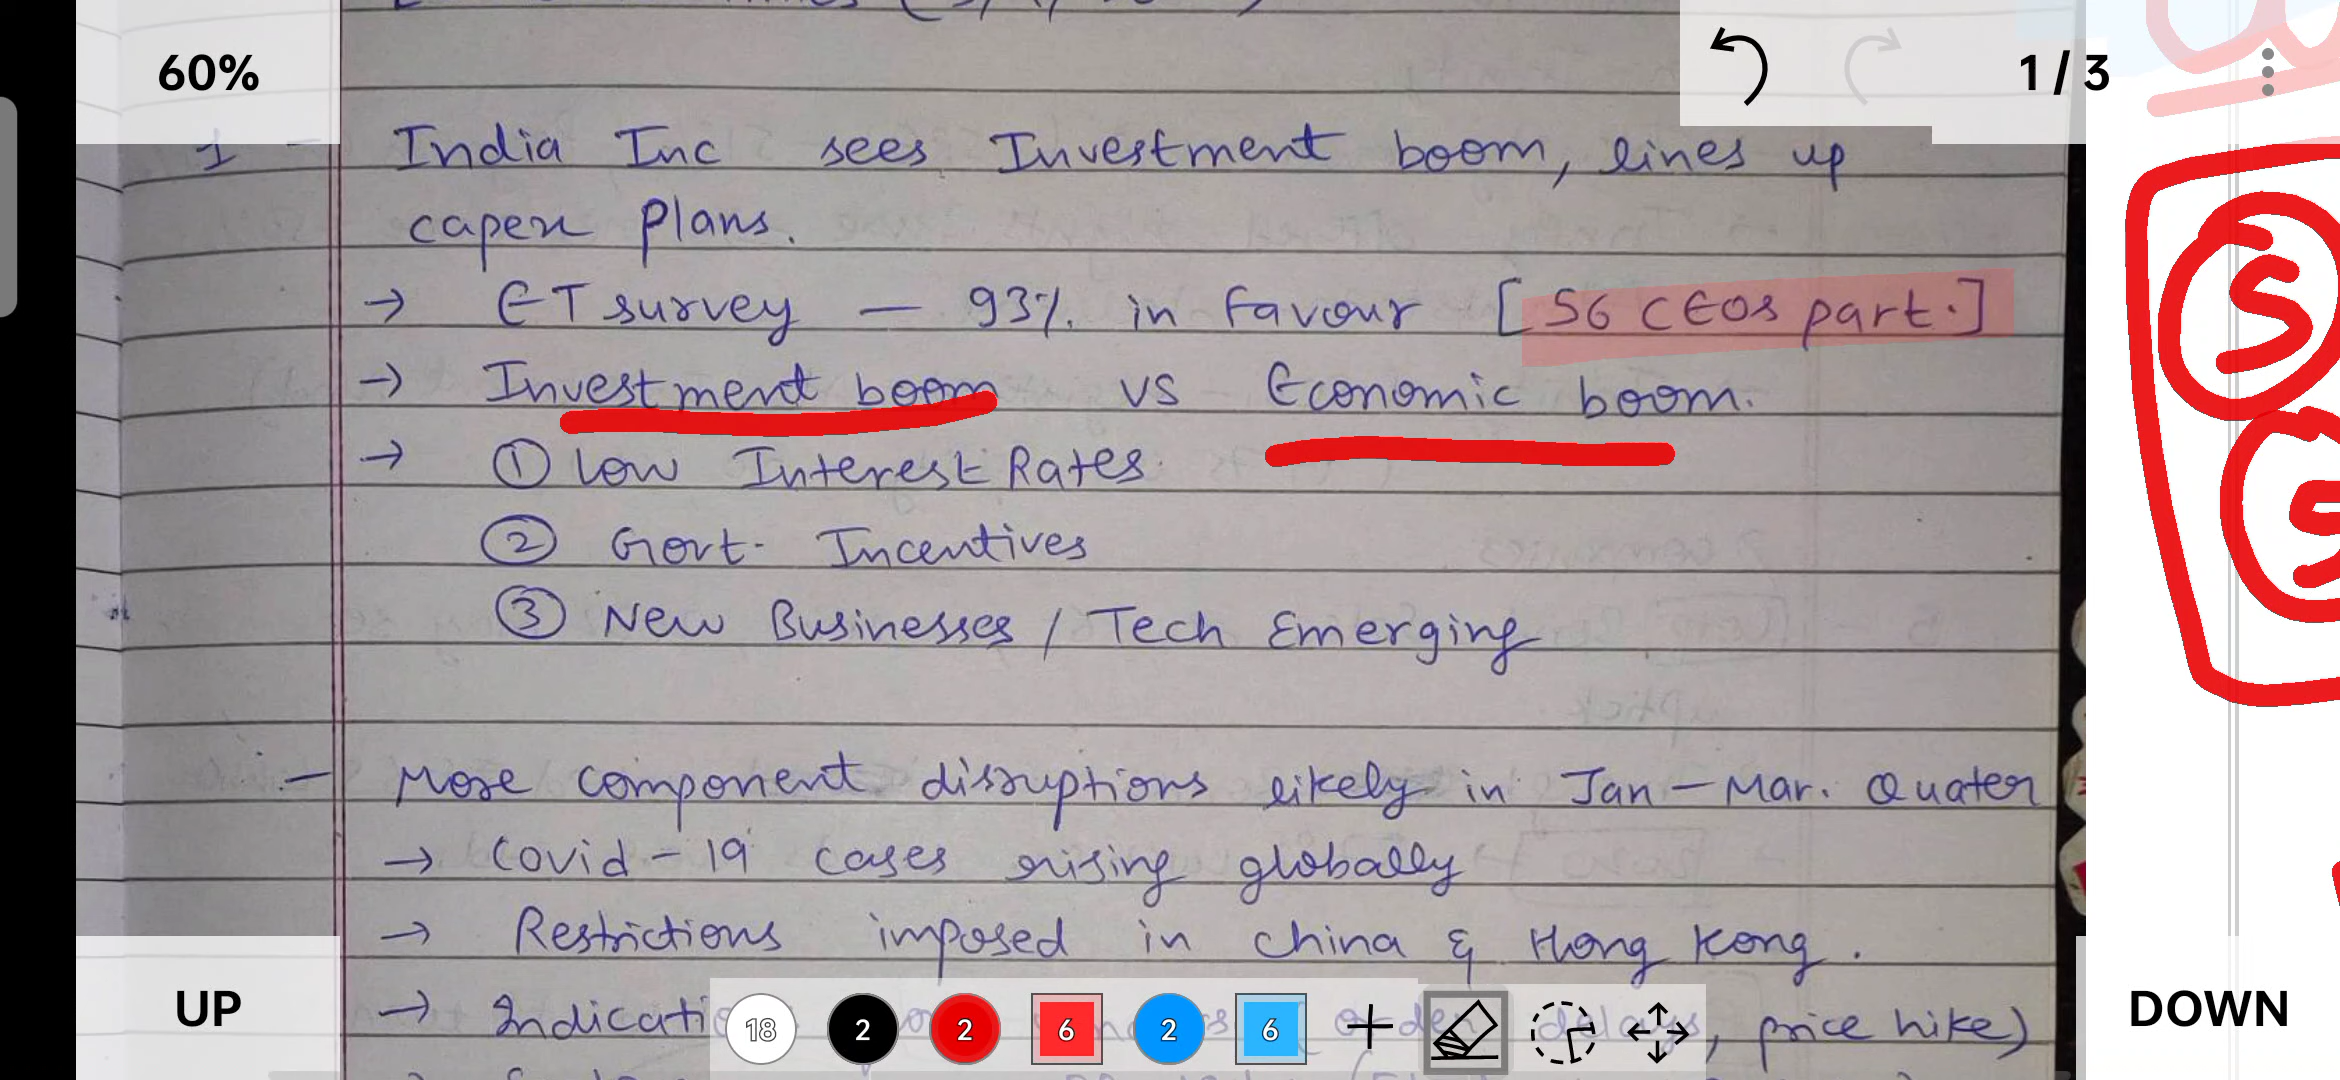 60%
1 / 3
1 - India Inc sees Investment boom, lines up
capex Plans.
→ ET survey — 93% in Favour [56 CEOs part.]
→ Investment boom vs Economic boom.
→ ① Low Interest Rates
② Govt. Incentives
③ New Businesses / Tech Emerging
- More component disruptions likely in Jan - Mar. Quater
→ Covid - 19 cases rising globally
→ Restrictions imposed in China & Hong Kong.
→ delays, price hike)
UP
18 2 2 6 2 6
DOWN
S